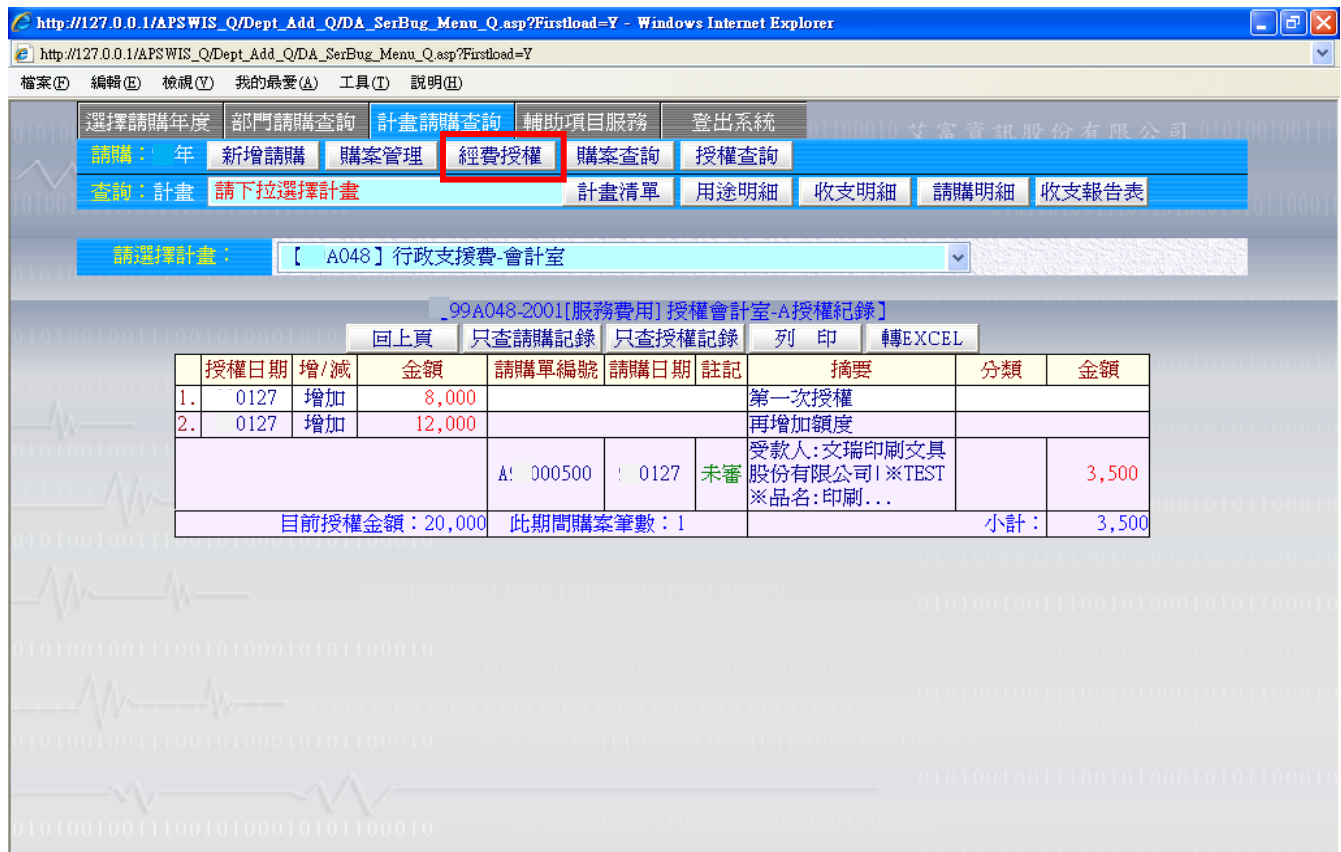 http://127.0.0.1/APSWIS_Q/Dept_Add_Q/DA_SerBug_Menu_Q.asp?Firstload=Y - Windows Internet Explorer
http://127.0.0.1/APSWIS_Q/Dept_Add_Q/DA_SerBug_Menu_Q.asp?Firstload=Y
檔案(F) 編輯(E) 檢視(V) 我的最愛(A) 工具(T) 說明(H)
選擇請購年度 部門請購查詢 計畫請購查詢 輔助項目服務 登出系統
艾富資訊股份有限公司
請購: 年 新增請購 購案管理 經費授權 購案查詢 授權查詢
查詢:計畫 請下拉選擇計畫 計畫清單 用途明細 收支明細 請購明細 收支報告表
請選擇計畫: 【 A048】行政支援費-會計室
_99A048-2001[服務費用] 授權會計室-A授權紀錄】
回上頁 只查請購記錄 只查授權記錄 列 印 轉EXCEL
授權日期 增/減 金額 請購單編號 請購日期 註記 摘要 分類 金額
1. 0127 增加 8,000 第一次授權
2. 0127 增加 12,000 再增加額度
受款人:文瑞印刷文具
A 000500 0127 未審 股份有限公司|※TEST 3,500
※品名:印刷...
目前授權金額:20,000 此期間購案筆數:1 小計: 3,500